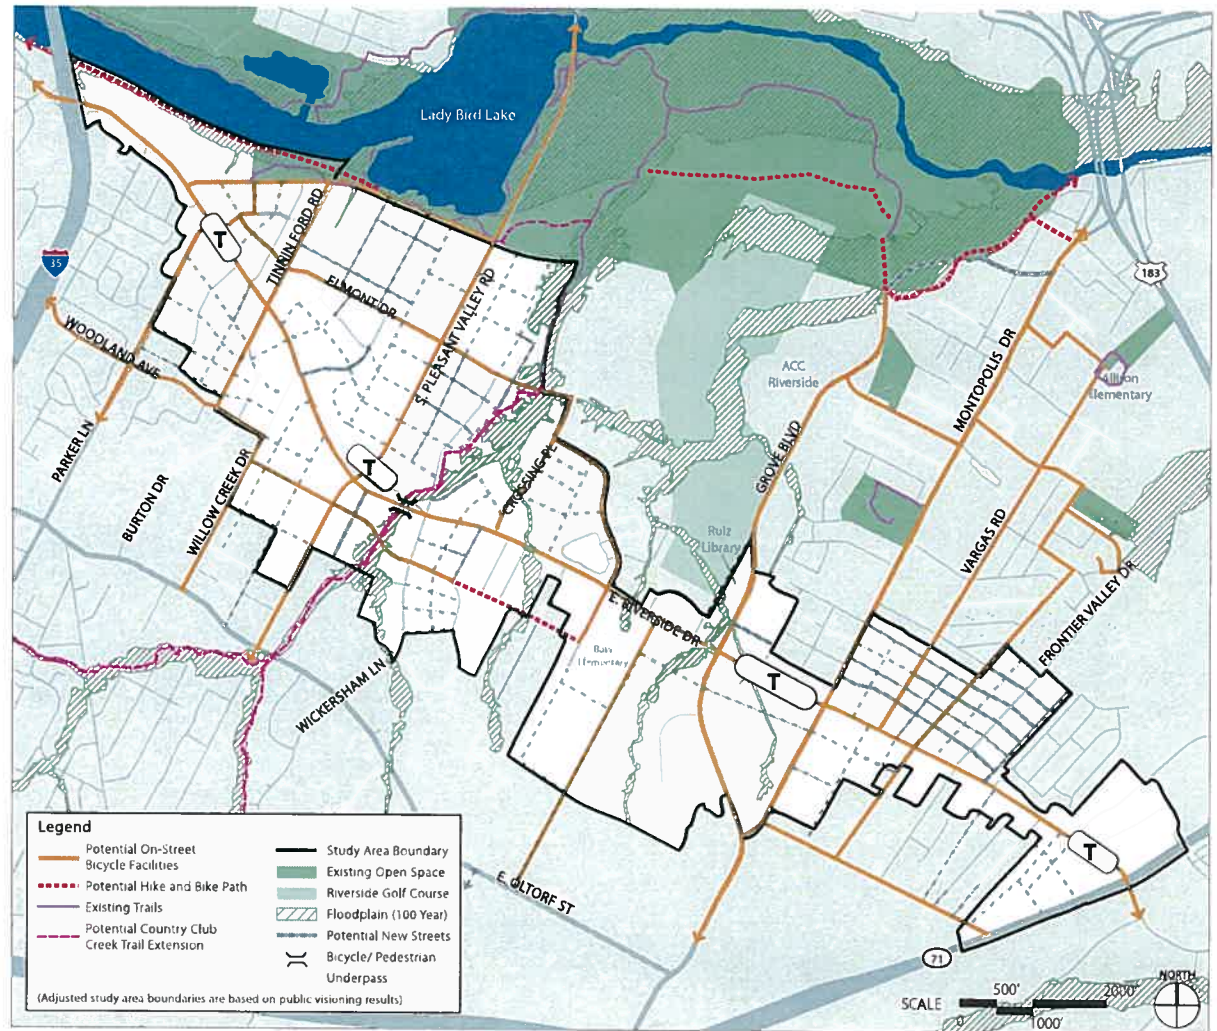 Lady Bird Lake
35
183
TINNIN FORD RD
ELMONT DR
S. PLEASANT VALLEY RD
WOODLAND AVE
PARKER LN
BURTON DR
WILLOW CREEK DR
CROSSING PL
WICKERSHAM LN
T
T
T
T
ACC
Riverside
GROVE BLVD
MONTOPOLIS DR
Allison
Elementary
VARGAS RD
FRONTIER VALLEY DR
Ruiz
Library
E. RIVERSIDE DR
Baty
Elementary
E. OLTORF ST
71
Legend
Potential On-Street
Bicycle Facilities
Potential Hike and Bike Path
Existing Trails
Potential Country Club
Creek Trail Extension
Study Area Boundary
Existing Open Space
Riverside Golf Course
Floodplain (100 Year)
Potential New Streets
Bicycle/ Pedestrian
Underpass
(Adjusted study area boundaries are based on public visioning results)
SCALE
0
500'
1000'
2000'
NORTH